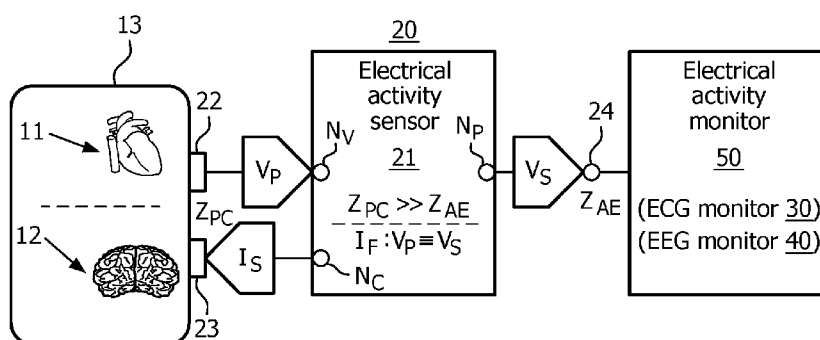 13
20
22
11
V_P
N_V
Electrical
activity
sensor
21
Z_PC >> Z_AE
I_F : V_P ≡ V_S
N_P
V_S
24
Z_AE
Electrical
activity
monitor
50
(ECG monitor 30)
(EEG monitor 40)
Z_PC
12
I_S
N_C
23